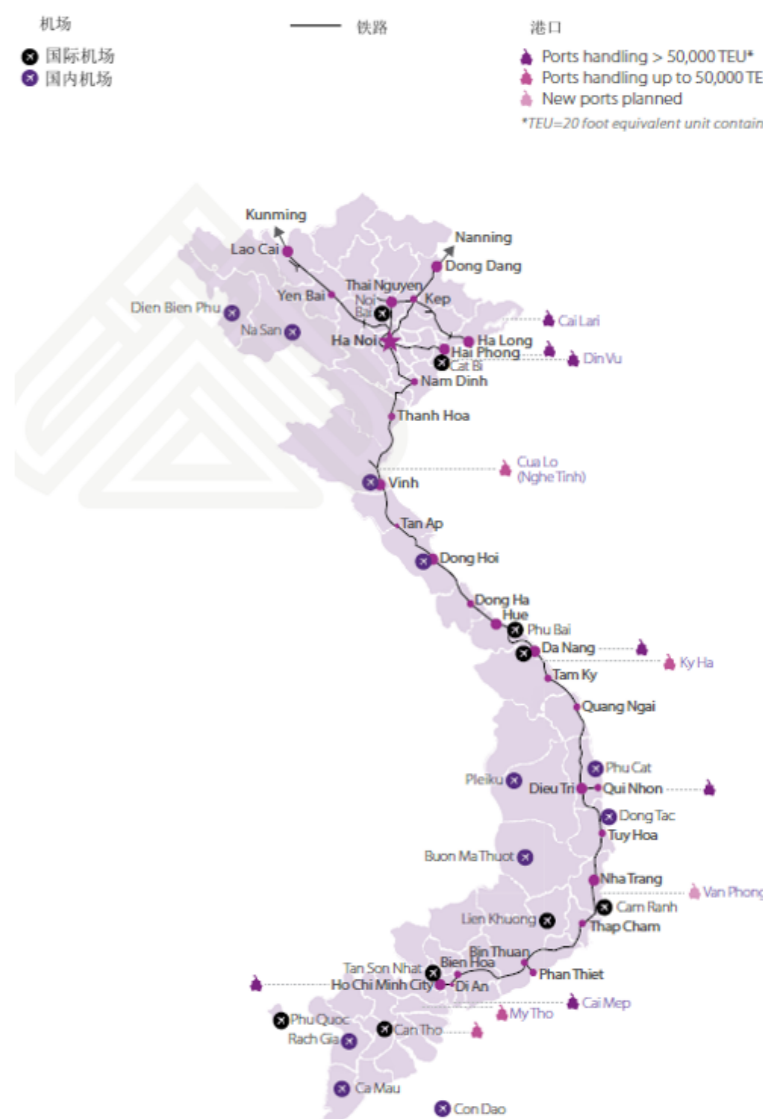 机场
铁路
港口
国际机场
国内机场
Ports handling > 50,000 TEU*
Ports handling up to 50,000 TE
New ports planned
*TEU=20 foot equivalent unit contain
Kunming
Nanning
Lao Cai
Dong Dang
Thai Nguyen
Yen Bai
Noi
Bai
Kep
Dien Bien Phu
Na San
Cai Lari
Ha Noi
Ha Long
Hai Phong
Din Vu
Cat Bi
Nam Dinh
Thanh Hoa
Cua Lo
(Nghe Tinh)
Vinh
Tan Ap
Dong Hoi
Dong Ha
Hue
Phu Bai
Da Nang
Ky Ha
Tam Ky
Quang Ngai
Phu Cat
Pleiku
Dieu Tri
Qui Nhon
Dong Tac
Tuy Hoa
Buon Ma Thuot
Nha Trang
Van Phong
Cam Ranh
Lien Khuong
Thap Cham
Bin Thuan
Bien Hoa
Tan Son Nhat
Phan Thiet
Ho Chi Minh City
Di An
Cai Mep
My Tho
Phu Quoc
Can Tho
Rach Gia
Ca Mau
Con Dao